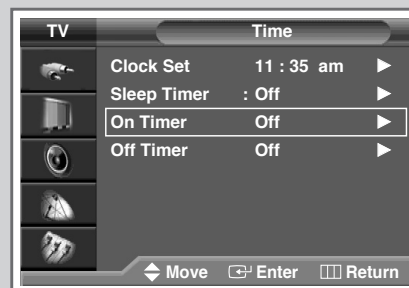 TV Time
Clock Set 11 : 35 am
Sleep Timer : Off
On Timer Off
Off Timer Off
Move Enter Return